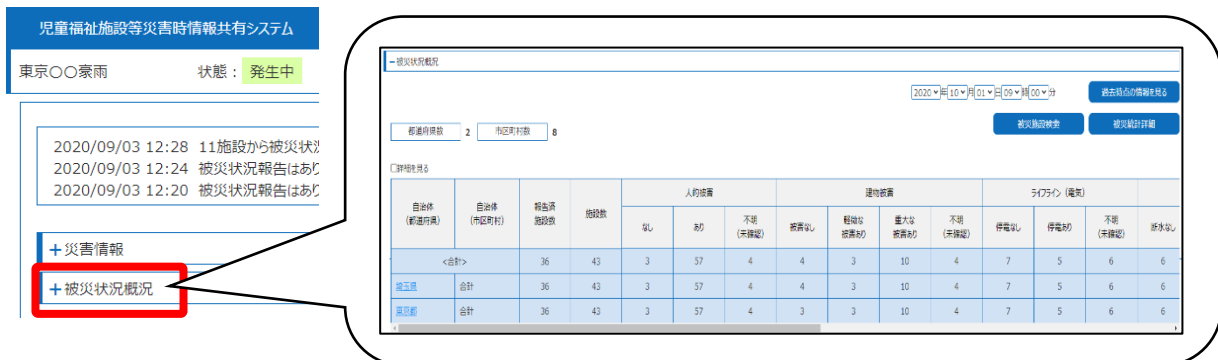 児童福祉施設等災害時情報共有システム
東京〇〇豪雨 状態： 発生中
2020/09/03 12:28 11施設から被災状況
2020/09/03 12:24 被災状況報告はあり
2020/09/03 12:20 被災状況報告はあり
＋災害情報
＋被災状況概況
－被災状況概況
2020 年 10 月 01 日 09 時 00 分 過去時点の情報を見る
被災施設検索 被災統計詳細
都道府県数 2 市区町村数 8
詳細を見る
自治体（都道府県） 自治体（市区町村） 報告済施設数 施設数 人的被害 建物被害 ライフライン（電気）
なし あり 不明（未確認） 被害なし 軽微な被害あり 重大な被害あり 不明（未確認） 停電なし 停電あり 不明（未確認） 断水なし
<合計> 36 43 3 57 4 4 3 10 4 7 5 6 6
埼玉県 合計 36 43 3 57 4 4 3 10 4 7 5 6 6
東京都 合計 36 43 3 57 4 3 3 10 4 7 5 6 6